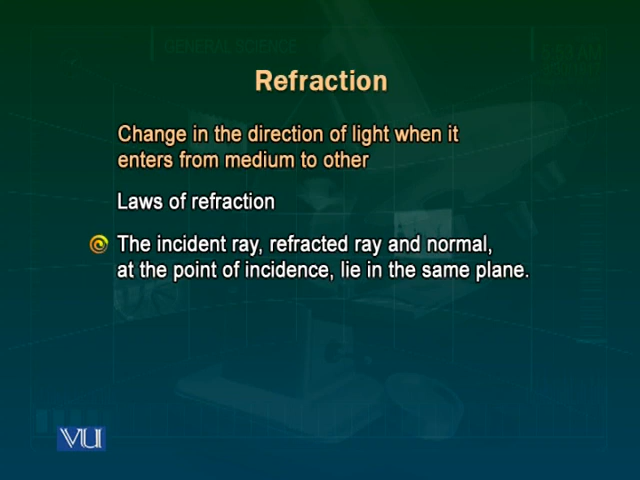 GENERAL SCIENCE
Refraction
Change in the direction of light when it
enters from medium to other
Laws of refraction
The incident ray, refracted ray and normal,
at the point of incidence, lie in the same plane.
VU